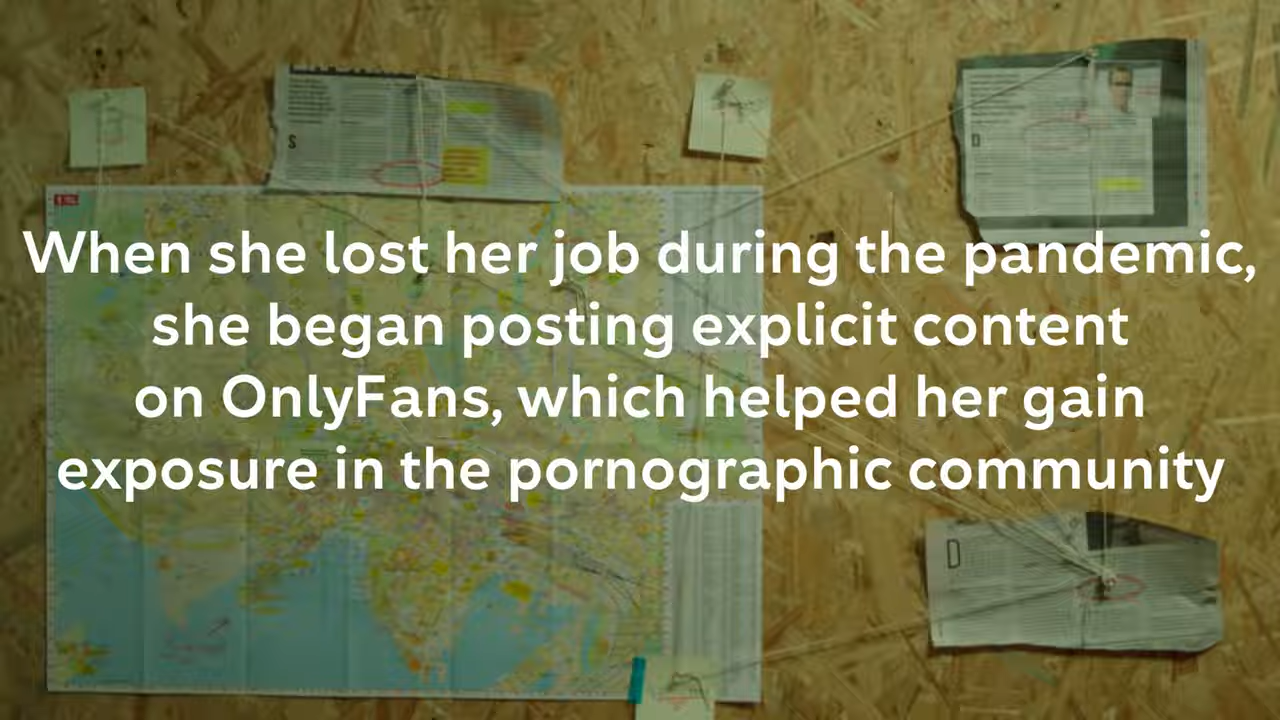 When she lost her job during the pandemic,
she began posting explicit content
on OnlyFans, which helped her gain
exposure in the pornographic community